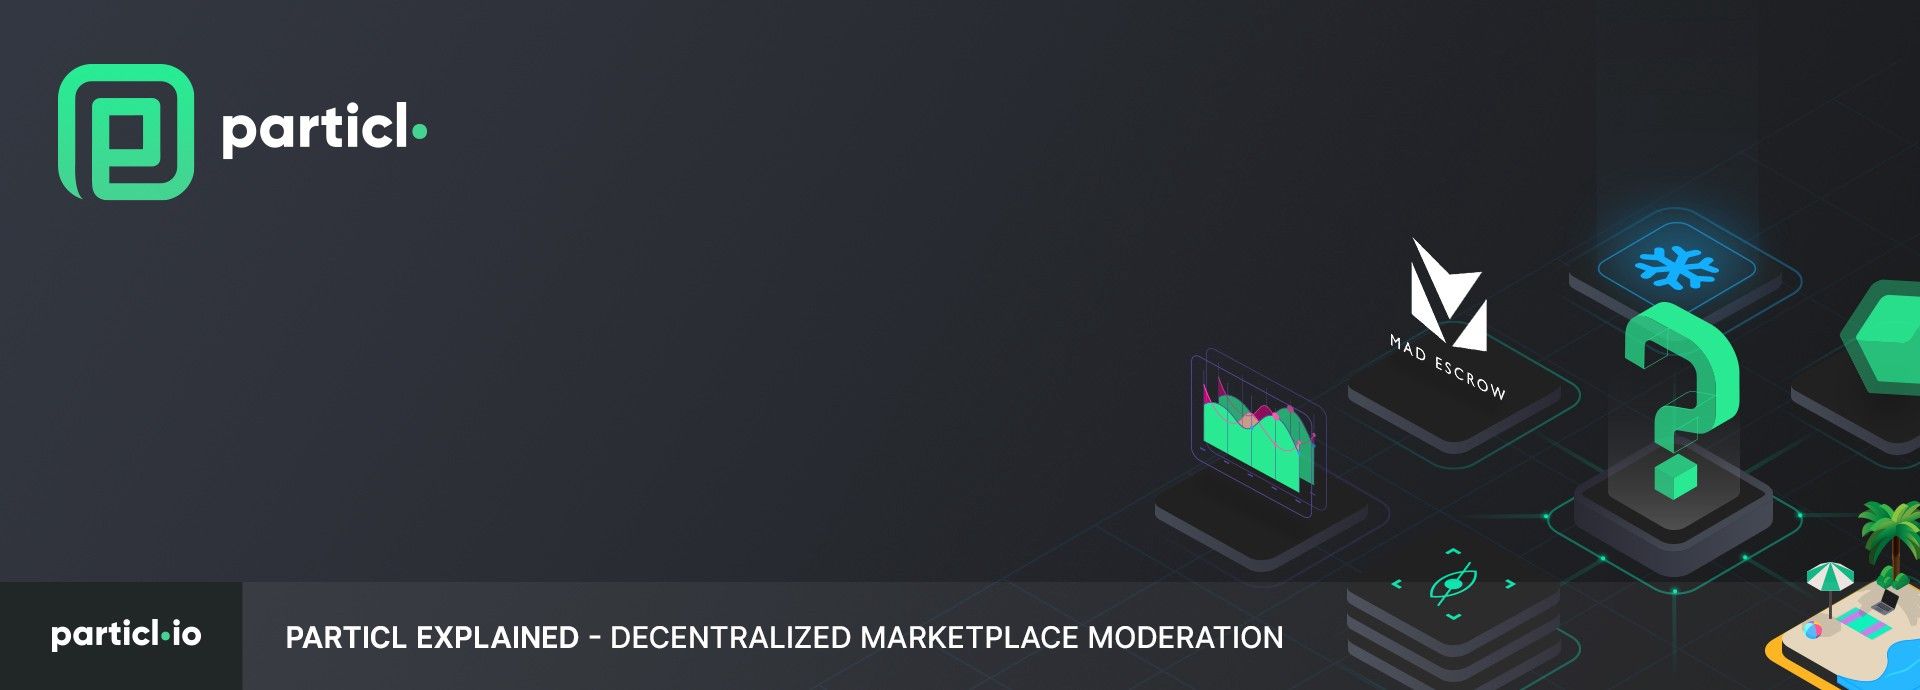 particl
MAD ESCROW
particl.io
PARTICL EXPLAINED - DECENTRALIZED MARKETPLACE MODERATION